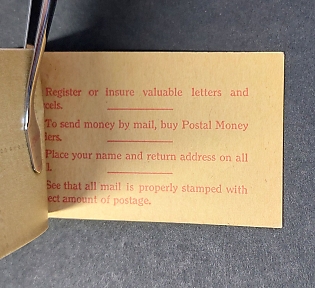 Register or insure valuable letters and
cels.
To send money by mail, buy Postal Money
ders.
Place your name and return address on all
l.
See that all mail is properly stamped with
ect amount of postage.